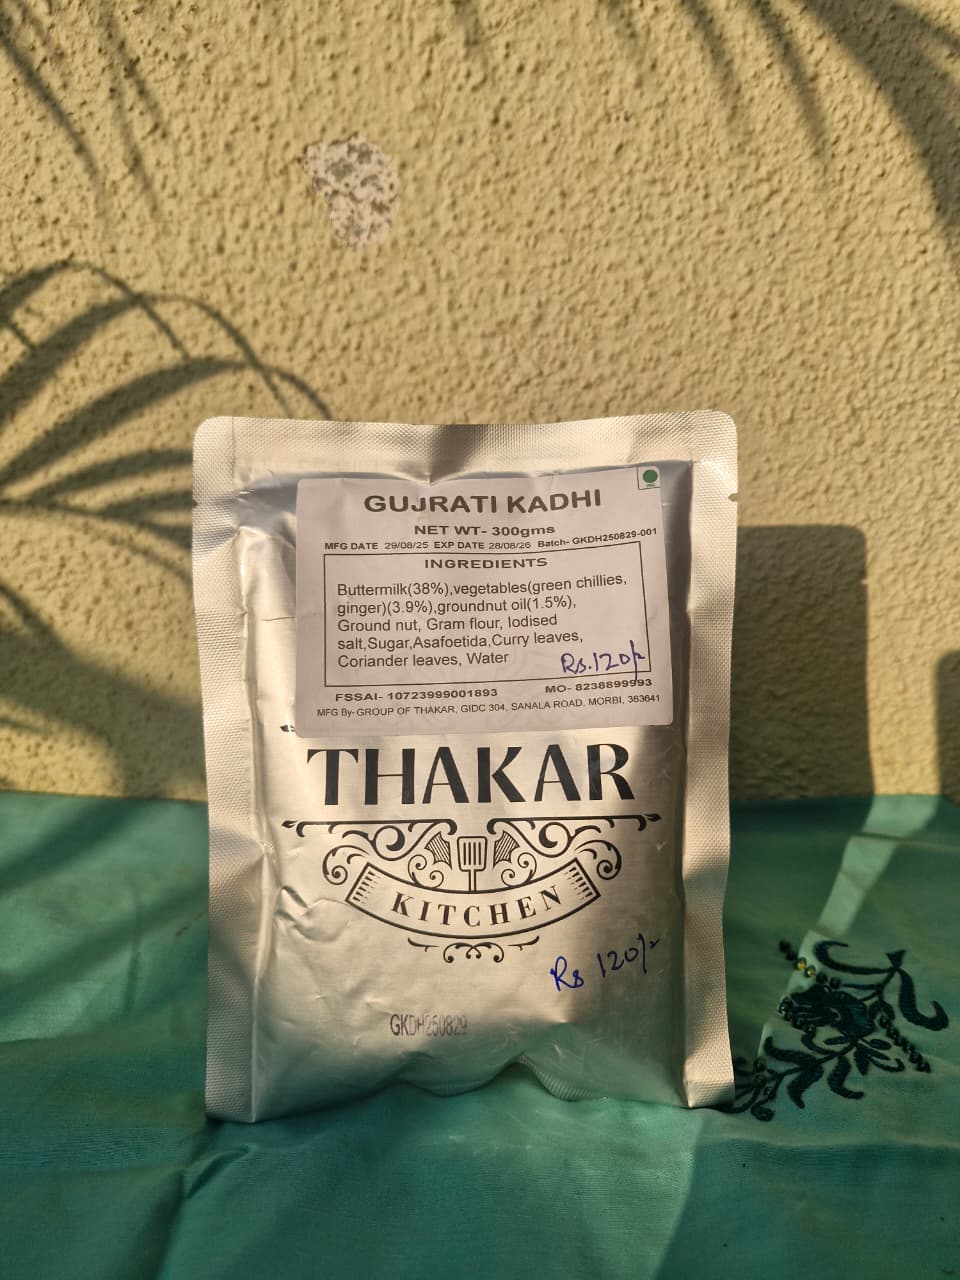 GUJRATI KADHI
NET WT- 300gms
MFG DATE 29/08/25 EXP DATE 28/08/26 Batch- GKDH250829-001
INGREDIENTS
Buttermilk(38%),vegetables(green chillies,
ginger)(3.9%),groundnut oil(1.5%),
Ground nut, Gram flour, Iodised
salt,Sugar,Asafoetida,Curry leaves,
Coriander leaves, Water
Rs.120/-
FSSAI- 10723999001893 MO- 8238899993
MFG By- GROUP OF THAKAR, GIDC 304, SANALA ROAD, MORBI, 363641
THAKAR
KITCHEN
Rs 120/-
GKDH250829